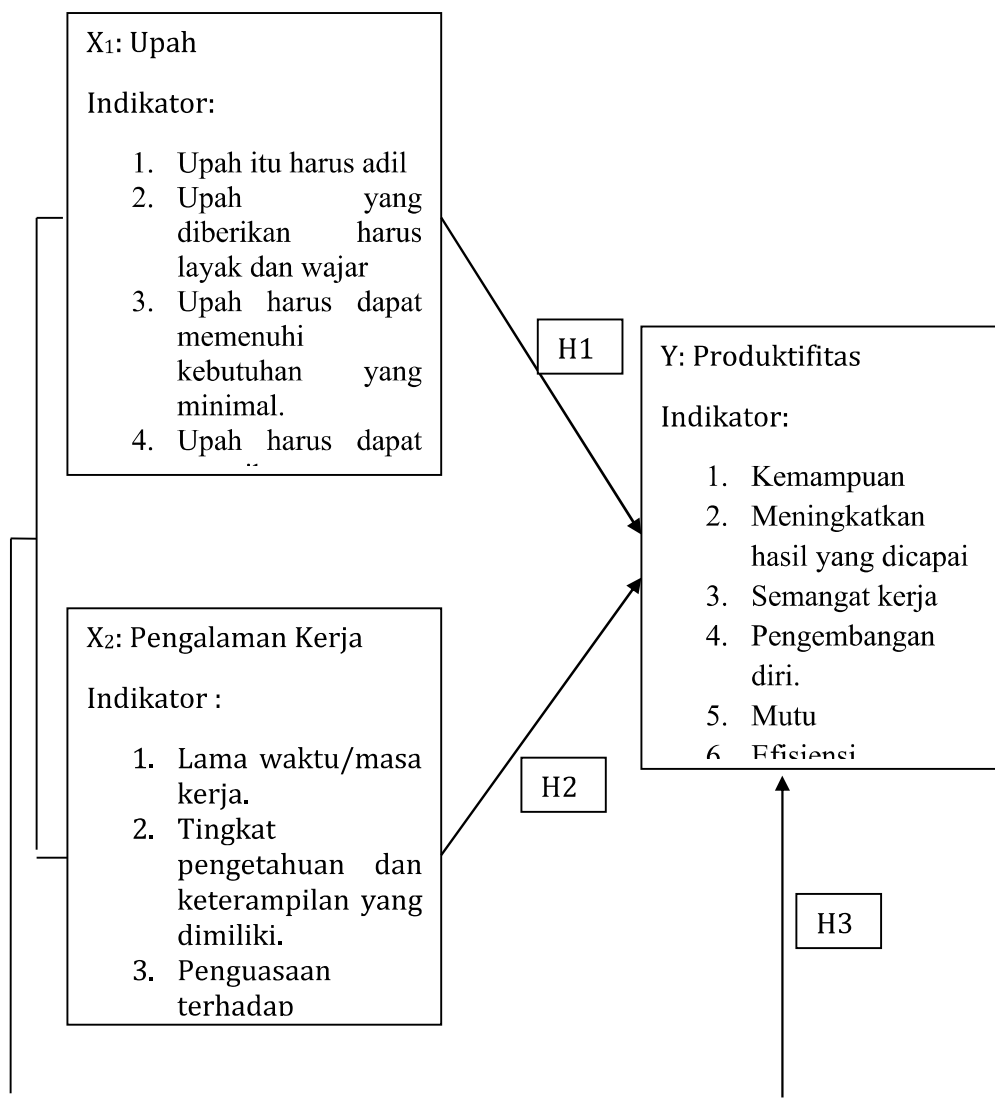 X1: Upah
Indikator:
1. Upah itu harus adil
2. Upah yang
diberikan harus
layak dan wajar
3. Upah harus dapat
memenuhi
kebutuhan yang
minimal.
4. Upah harus dapat
H1
Y: Produktifitas
Indikator:
1. Kemampuan
2. Meningkatkan
hasil yang dicapai
3. Semangat kerja
4. Pengembangan
diri.
5. Mutu
6 Efisiensi
X2: Pengalaman Kerja
Indikator :
1. Lama waktu/masa
kerja.
2. Tingkat
pengetahuan dan
keterampilan yang
dimiliki.
3. Penguasaan
terhadap
H2
H3